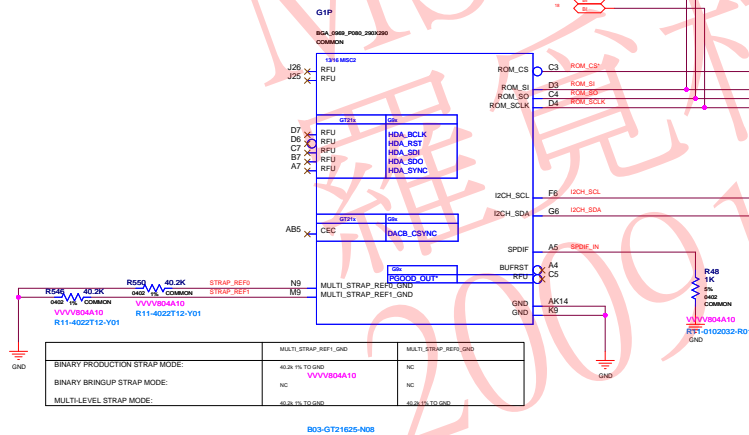 G1P
BGA_0969_P080_290X290
COMMON
13/16 MISC2
J26 RFU
J25 RFU
ROM_CS C3 ROM_CS*
ROM_SI D3 ROM_SI
ROM_SO C4 ROM_SO
ROM_SCLK D4 ROM_SCLK
GT21x G9x
D7 RFU HDA_BCLK
D6 RFU HDA_RST
C7 RFU HDA_SDI
B7 RFU HDA_SDO
A7 RFU HDA_SYNC
I2CH_SCL F6 I2CH_SCL
I2CH_SDA G6 I2CH_SDA
GT21x G9x
AB5 CEC DACB_CSYNC
SPDIF A5 SPDIF_IN
G9x
PGOOD_OUT*
BUFRST A4
RFU C5
R48
1K
5%
0402
COMMON
VVVV804A10
R11-0102032-R01
GND
R550 40.2K
0402 1% COMMON
VVVV804A10
R11-4022T12-Y01
STRAP_REF0 N9 MULTI_STRAP_REF0_GND
R546 40.2K
0402 1% COMMON
VVVV804A10
R11-4022T12-Y01
STRAP_REF1 M9 MULTI_STRAP_REF1_GND
GND AK14
GND K9
GND
GND
MULTI_STRAP_REF1_GND MULTI_STRAP_REF0_GND
BINARY PRODUCTION STRAP MODE: 40.2k 1% TO GND NC
VVVV804A10
BINARY BRINGUP STRAP MODE: NC NC
MULTI-LEVEL STRAP MODE: 40.2k 1% TO GND 40.2k 1% TO GND
B03-GT21625-N08